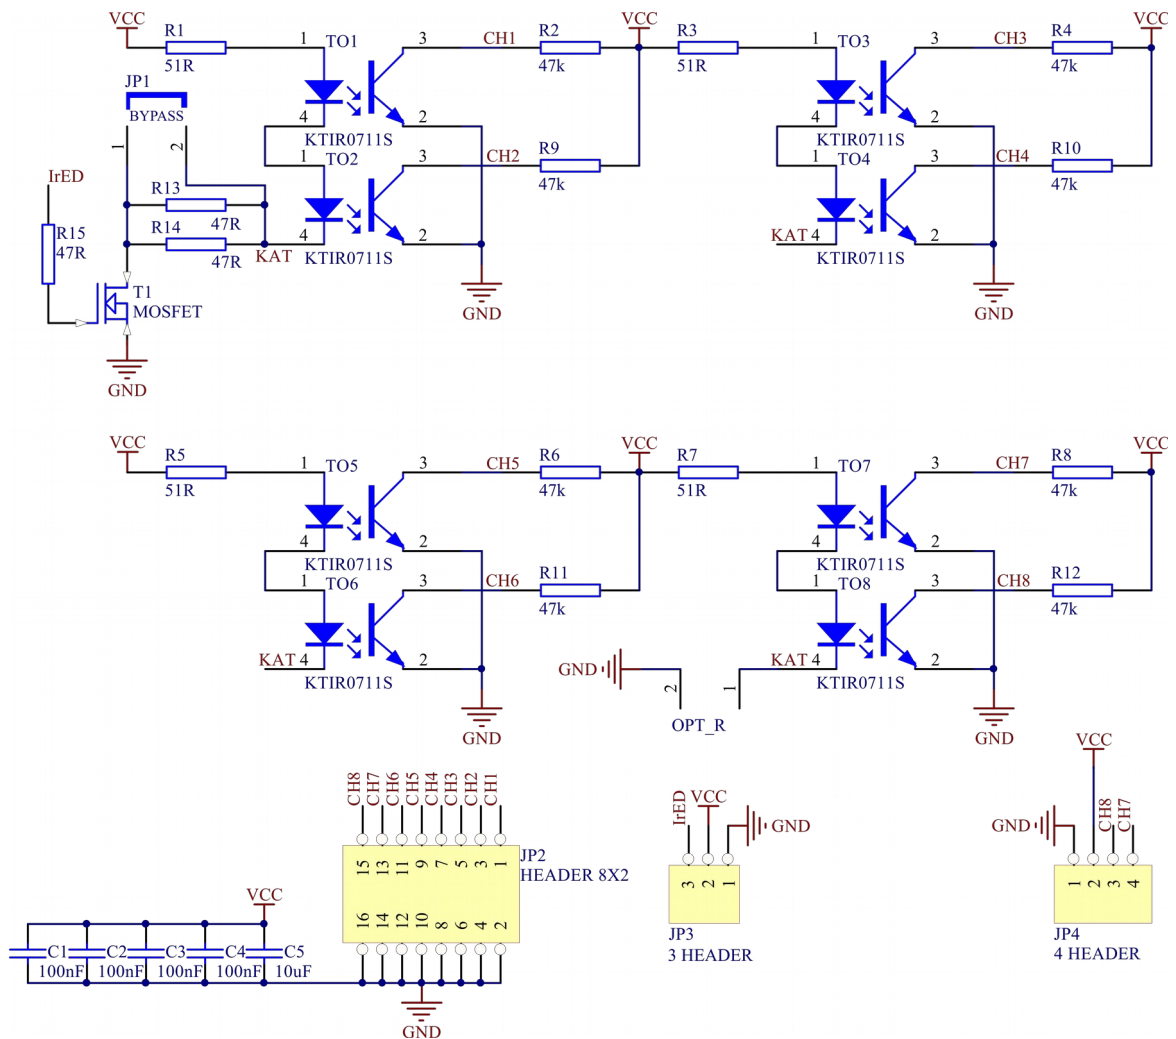 VCC R1 51R 1 TO1 4 KTIR0711S 3 CH1 2 R2 47k VCC R3 51R 1 TO3 4 KTIR0711S 3 CH3 2 R4 47k VCC
JP1 BYPASS 1 2
1 TO2 4 KTIR0711S 3 CH2 2 R9 47k 1 TO4 KAT 4 KTIR0711S 3 CH4 2 R10 47k
IrED R13 47R
R15 47R R14 47R KAT
T1
MOSFET
GND GND GND
VCC R5 51R 1 TO5 4 KTIR0711S 3 CH5 2 R6 47k VCC R7 51R 1 TO7 4 KTIR0711S 3 CH7 2 R8 47k VCC
1 TO6 KAT 4 KTIR0711S 3 CH6 2 R11 47k 1 TO8 KAT 4 KTIR0711S 3 CH8 2 R12 47k
GND 2 1
OPT_R
GND GND
CH8 CH7 CH6 CH5 CH4 CH3 CH2 CH1
15 13 11 9 7 5 3 1
16 14 12 10 8 6 4 2
JP2
HEADER 8X2
GND
IrED VCC GND
3 2 1
JP3
3 HEADER
VCC
GND CH8 CH7
1 2 3 4
JP4
4 HEADER
VCC
C1 C2 C3 C4 C5
100nF 100nF 100nF 100nF 10uF